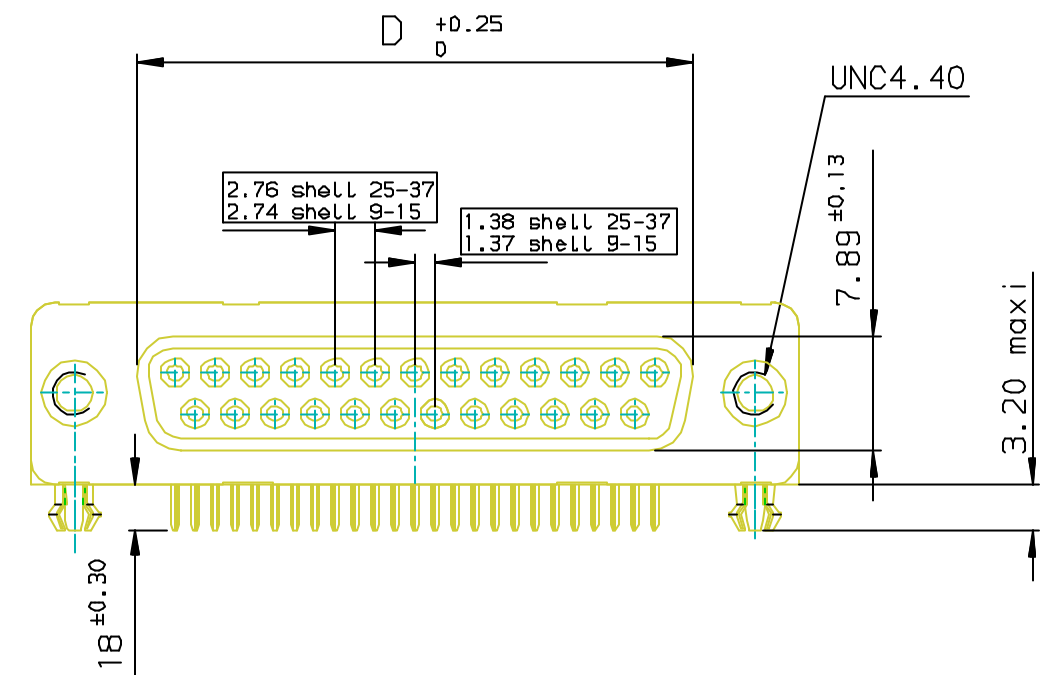 D +0.25
0
UNC4.40
2.76 shell 25-37
2.74 shell 9-15
1.38 shell 25-37
1.37 shell 9-15
7.89 ±0.13
3.20 maxi
18 ±0.30